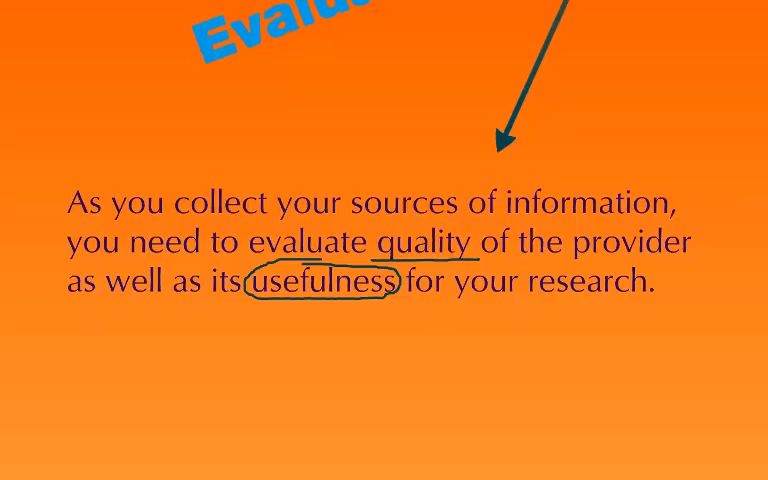 As you collect your sources of information,
you need to evaluate quality of the provider
as well as its usefulness for your research.